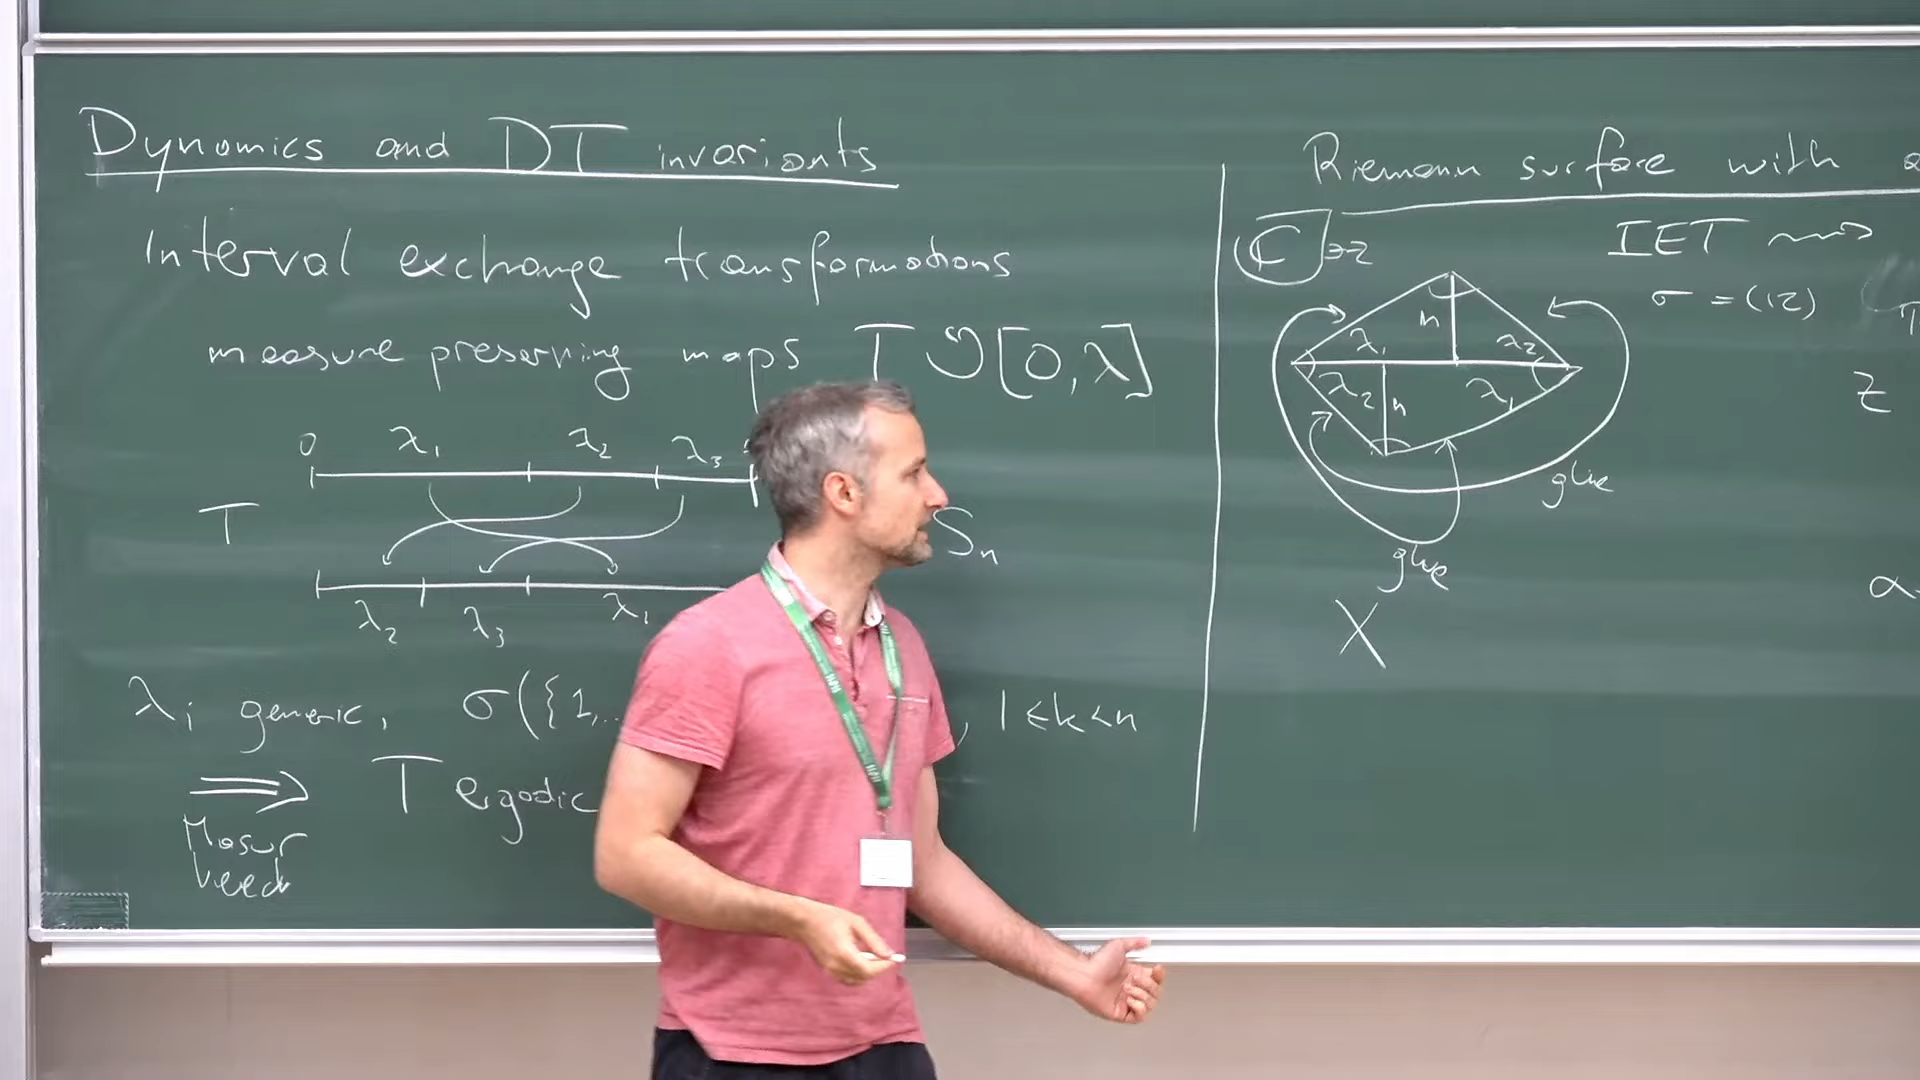 Dynamics and DT invariants
Interval exchange transformations
measure preserving maps T ↻ [0,λ]
0 λ₁ λ₂ λ₃
T
Sₙ
λ₂ λ₃ λ₁
λᵢ generic, σ({1,.. , 1≤k<n
⟹ T ergodic
Masur
Veech
Riemann surface with a
ℂ ∋ z
IET ⇝
σ = (12)
h
λ₁ λ₂
λ₂ h λ₁
z
glue
glue
α
X